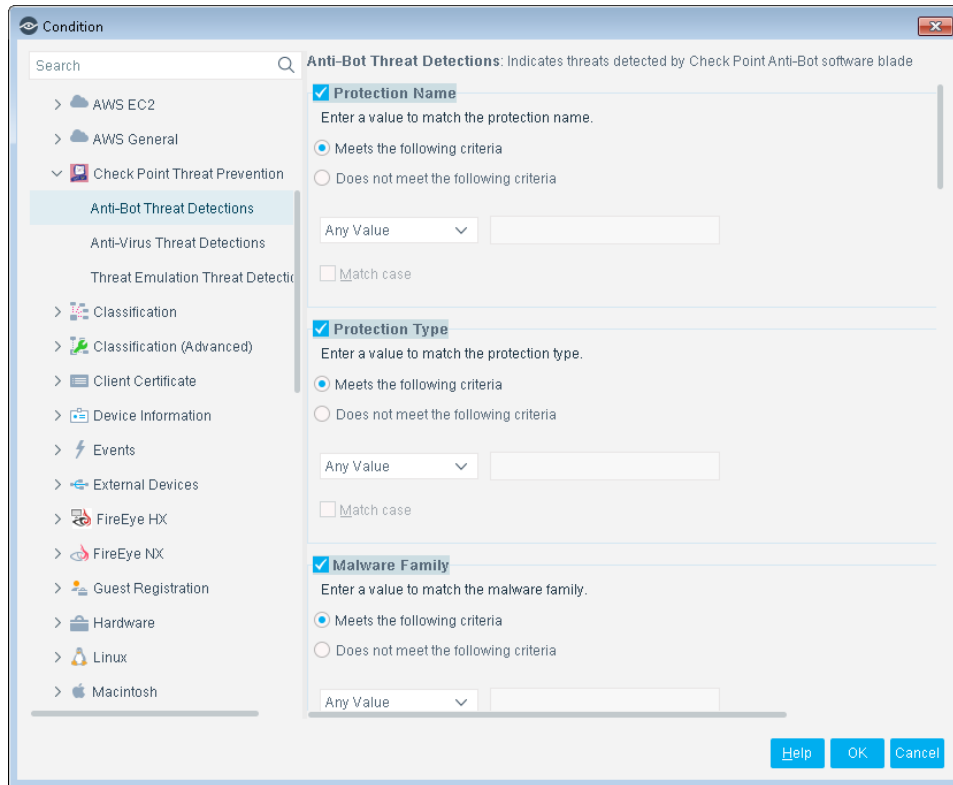 Condition
Search
AWS EC2
AWS General
Check Point Threat Prevention
Anti-Bot Threat Detections
Anti-Virus Threat Detections
Threat Emulation Threat Detectic
Classification
Classification (Advanced)
Client Certificate
Device Information
Events
External Devices
FireEye HX
FireEye NX
Guest Registration
Hardware
Linux
Macintosh
Anti-Bot Threat Detections: Indicates threats detected by Check Point Anti-Bot software blade
Protection Name
Enter a value to match the protection name.
Meets the following criteria
Does not meet the following criteria
Any Value
Match case
Protection Type
Enter a value to match the protection type.
Meets the following criteria
Does not meet the following criteria
Any Value
Match case
Malware Family
Enter a value to match the malware family.
Meets the following criteria
Does not meet the following criteria
Any Value
Help OK Cancel